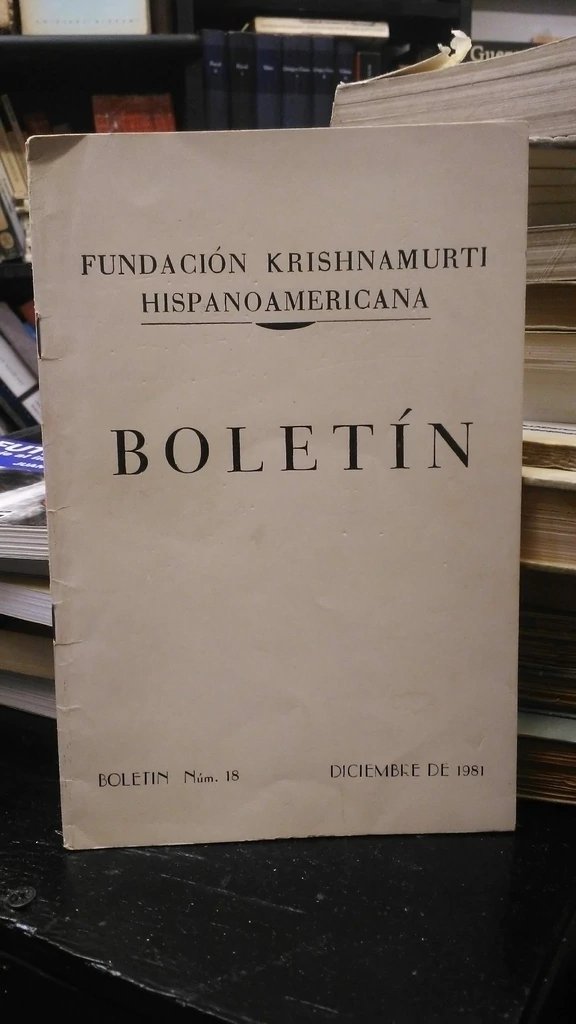 FUNDACIÓN KRISHNAMURTI
HISPANOAMERICANA
BOLETÍN
BOLETIN Núm. 18
DICIEMBRE DE 1981